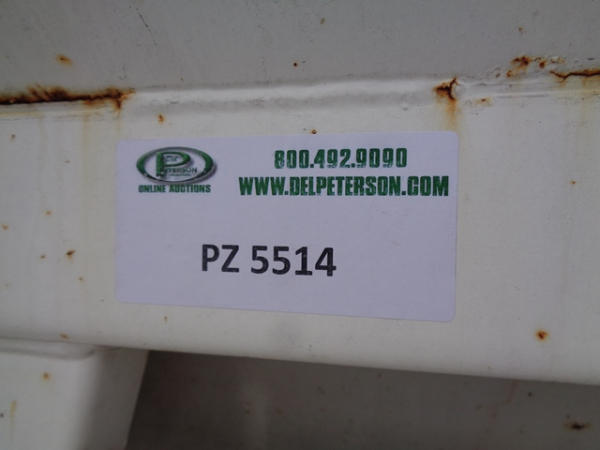 PETERSON
ONLINE AUCTIONS
800.492.9090
WWW.DELPETERSON.COM
PZ 5514